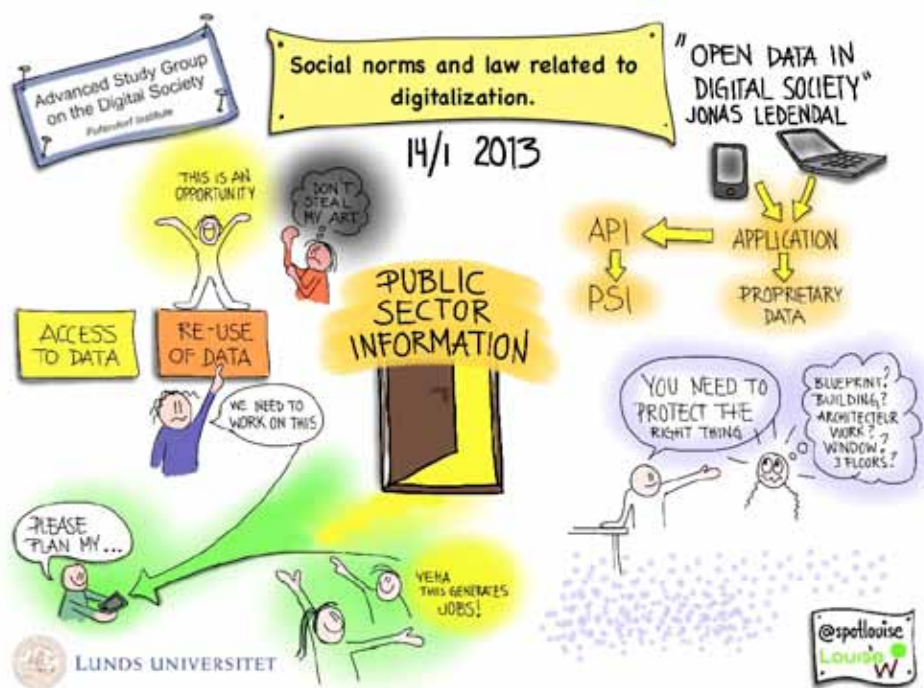 Advanced Study Group
on the Digital Society
Pufendorf Institute
Social norms and law related to
digitalization.
14/1 2013
"OPEN DATA IN
DIGITAL SOCIETY"
JONAS LEDENDAL
THIS IS AN
OPPORTUNITY
DON'T
STEAL
MY ART
API
APPLICATION
PSI
PROPRIETARY
DATA
PUBLIC
SECTOR
INFORMATION
ACCESS
TO DATA
RE-USE
OF DATA
WE NEED TO
WORK ON THIS
YOU NEED TO
PROTECT THE
RIGHT THING
BLUEPRINT?
BUILDING?
ARCHITECTEUR
WORK?
WINDOW?
3 FLOORS?
PLEASE
PLAN MY...
YEHA
THIS GENERATES
JOBS!
LUNDS UNIVERSITET
@spotlouise
Louise
W